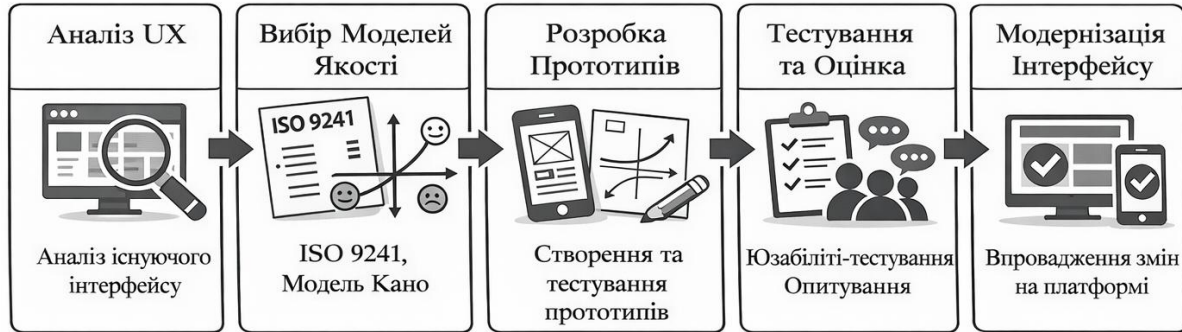 Аналіз UX
Аналіз існуючого
інтерфейсу
Вибір Моделей
Якості
ISO 9241
ISO 9241,
Модель Кано
Розробка
Прототипів
Створення та
тестування
прототипів
Тестування
та Оцінка
Юзабіліті-тестування
Опитування
Модернізація
Інтерфейсу
Впровадження змін
на платформі